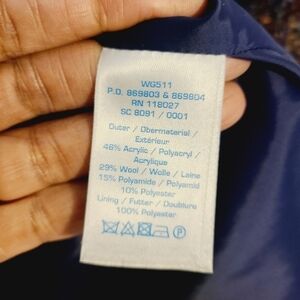 WG511
P.O. 869803 & 869804
RN 118027
SC 8091 / 0001
Outer / Obermaterial /
Extérieur
46% Acrylic / Polyacryl /
Acrylique
29% Wool / Wolle / Laine
15% Polyamide / Polyamid
10% Polyester
Lining / Futter / Doublure
100% Polyester
P